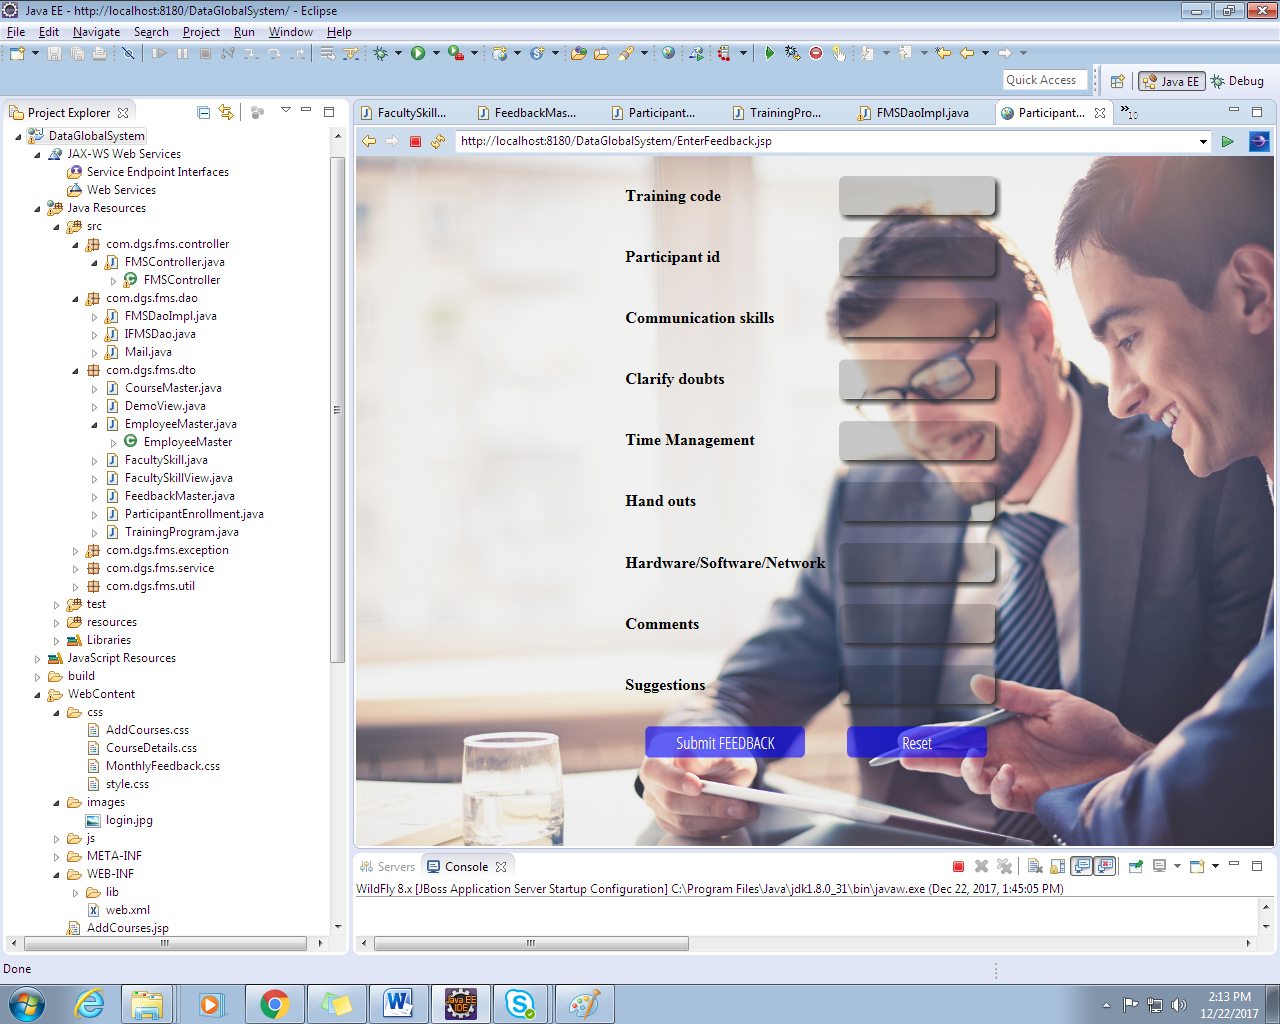 Java EE - http://localhost:8180/DataGlobalSystem/ - Eclipse
File Edit Navigate Search Project Run Window Help
Quick Access
Java EE
Debug
Project Explorer
DataGlobalSystem
JAX-WS Web Services
Service Endpoint Interfaces
Web Services
Java Resources
src
com.dgs.fms.controller
FMSController.java
FMSController
com.dgs.fms.dao
FMSDaoImpl.java
IFMSDao.java
Mail.java
com.dgs.fms.dto
CourseMaster.java
DemoView.java
EmployeeMaster.java
EmployeeMaster
FacultySkill.java
FacultySkillView.java
FeedbackMaster.java
ParticipantEnrollment.java
TrainingProgram.java
com.dgs.fms.exception
com.dgs.fms.service
com.dgs.fms.util
test
resources
Libraries
JavaScript Resources
build
WebContent
css
AddCourses.css
CourseDetails.css
MonthlyFeedback.css
style.css
images
login.jpg
js
META-INF
WEB-INF
lib
web.xml
AddCourses.jsp
FacultySkill... FeedbackMas... Participant... TrainingPro... FMSDaoImpl.java Participant... »10
http://localhost:8180/DataGlobalSystem/EnterFeedback.jsp
Training code
Participant id
Communication skills
Clarify doubts
Time Management
Hand outs
Hardware/Software/Network
Comments
Suggestions
Submit FEEDBACK Reset
Servers Console
WildFly 8.x [JBoss Application Server Startup Configuration] C:\Program Files\Java\jdk1.8.0_31\bin\javaw.exe (Dec 22, 2017, 1:45:05 PM)
Done
Java EE
IDE
2:13 PM
12/22/2017